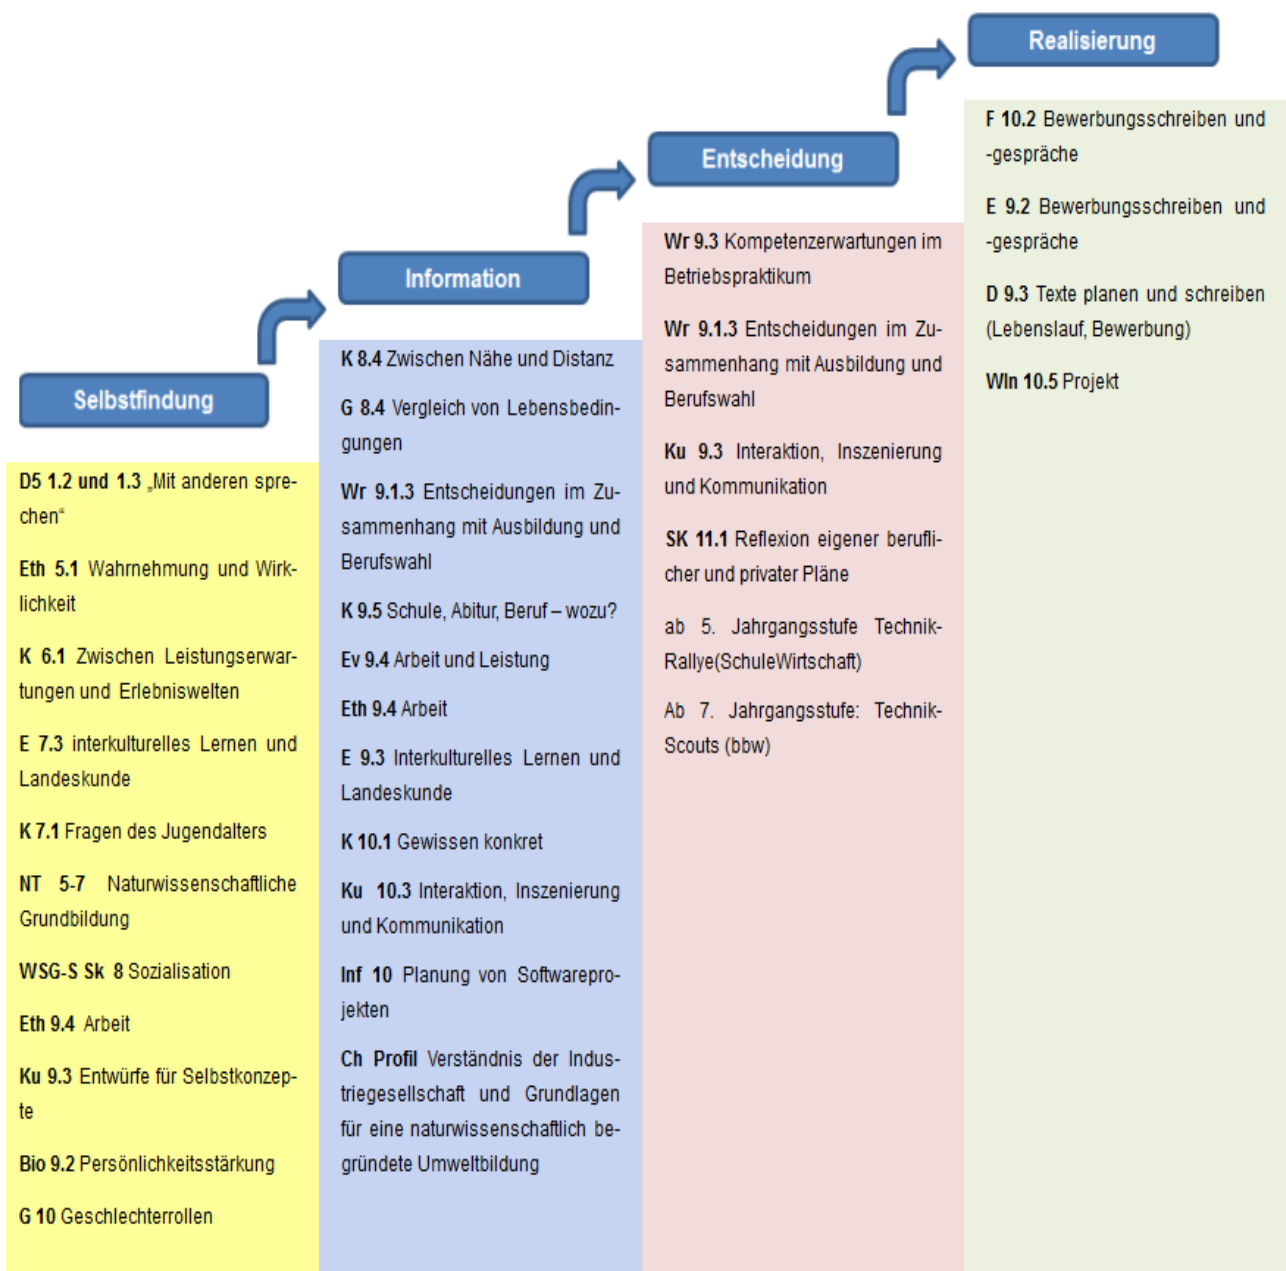 Selbstfindung
D5 1.2 und 1.3 „Mit anderen spre-
chen“
Eth 5.1 Wahrnehmung und Wirk-
lichkeit
K 6.1 Zwischen Leistungserwar-
tungen und Erlebniswelten
E 7.3 interkulturelles Lernen und
Landeskunde
K 7.1 Fragen des Jugendalters
NT 5-7 Naturwissenschaftliche
Grundbildung
WSG-S Sk 8 Sozialisation
Eth 9.4 Arbeit
Ku 9.3 Entwürfe für Selbstkonzep-
te
Bio 9.2 Persönlichkeitsstärkung
G 10 Geschlechterrollen
Information
K 8.4 Zwischen Nähe und Distanz
G 8.4 Vergleich von Lebensbedin-
gungen
Wr 9.1.3 Entscheidungen im Zu-
sammenhang mit Ausbildung und
Berufswahl
K 9.5 Schule, Abitur, Beruf – wozu?
Ev 9.4 Arbeit und Leistung
Eth 9.4 Arbeit
E 9.3 Interkulturelles Lernen und
Landeskunde
K 10.1 Gewissen konkret
Ku 10.3 Interaktion, Inszenierung
und Kommunikation
Inf 10 Planung von Softwarepro-
jekten
Ch Profil Verständnis der Indus-
triegesellschaft und Grundlagen
für eine naturwissenschaftlich be-
gründete Umweltbildung
Entscheidung
Wr 9.3 Kompetenzerwartungen im
Betriebspraktikum
Wr 9.1.3 Entscheidungen im Zu-
sammenhang mit Ausbildung und
Berufswahl
Ku 9.3 Interaktion, Inszenierung
und Kommunikation
SK 11.1 Reflexion eigener berufli-
cher und privater Pläne
ab 5. Jahrgangsstufe Technik-
Rallye(SchuleWirtschaft)
Ab 7. Jahrgangsstufe: Technik-
Scouts (bbw)
Realisierung
F 10.2 Bewerbungsschreiben und
-gespräche
E 9.2 Bewerbungsschreiben und
-gespräche
D 9.3 Texte planen und schreiben
(Lebenslauf, Bewerbung)
WIn 10.5 Projekt